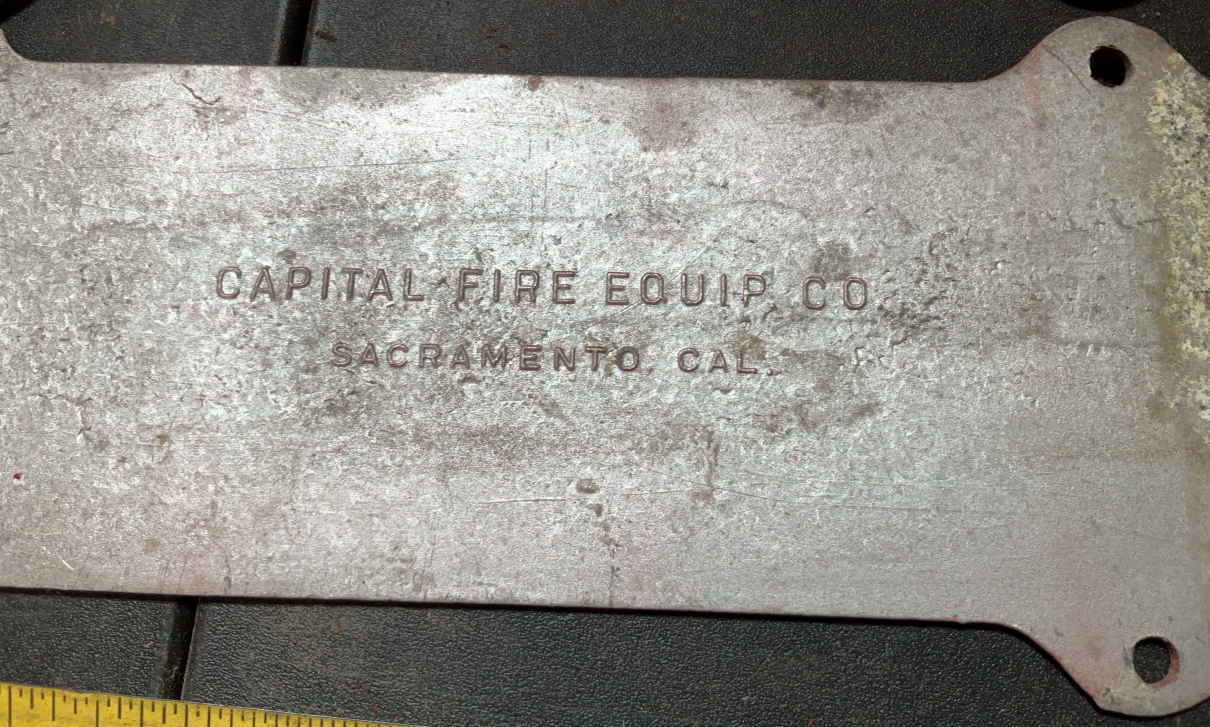 CAPITAL FIRE EQUIP. CO
SACRAMENTO. CAL.